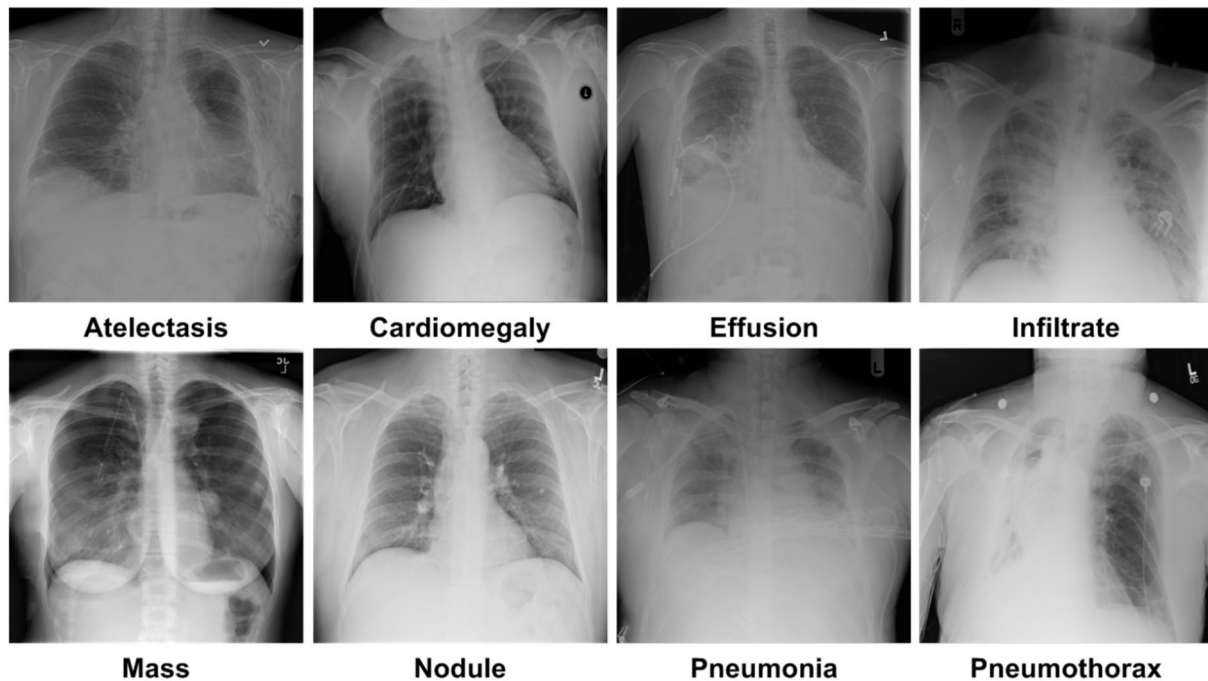 Atelectasis
Cardiomegaly
L
Effusion
Infiltrate
Mass
Nodule
L
Pneumonia
L
Pneumothorax